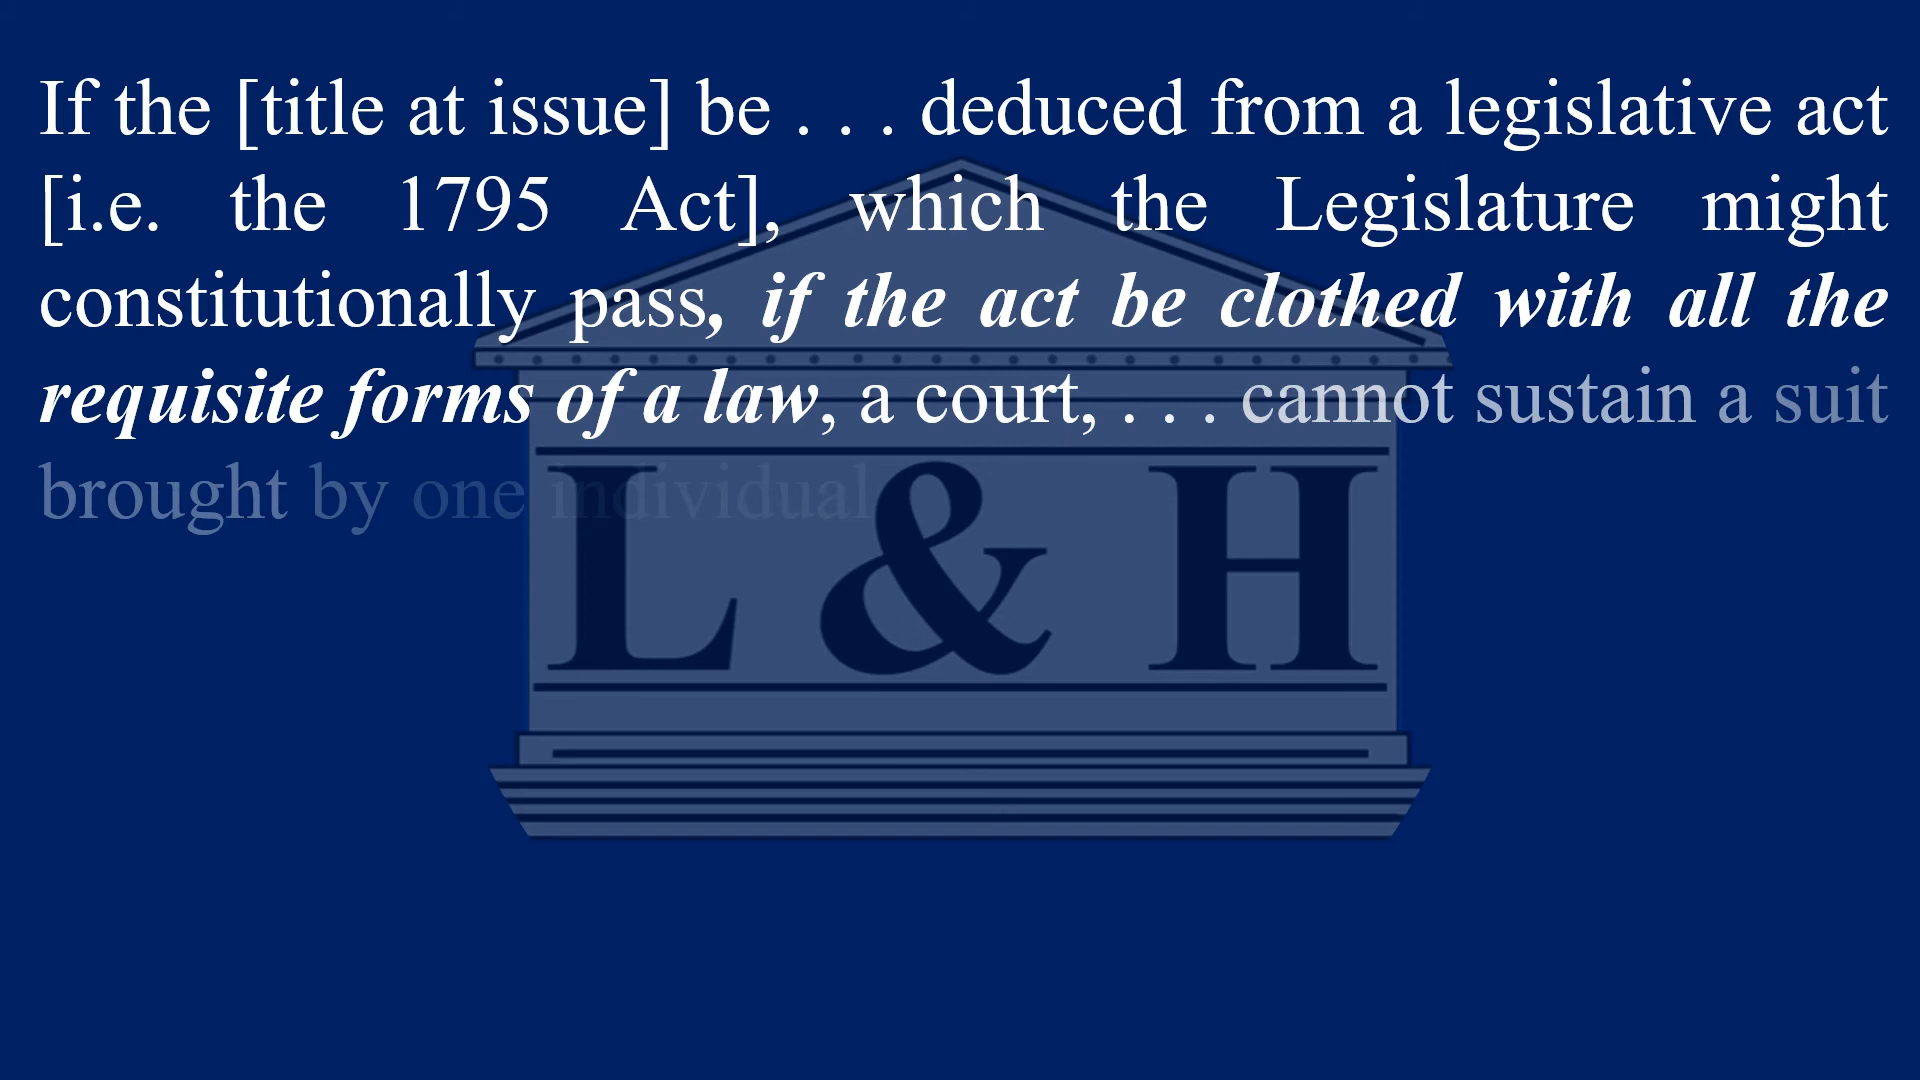 If the [title at issue] be . . . deduced from a legislative act
[i.e. the 1795 Act], which the Legislature might
constitutionally pass, if the act be clothed with all the
requisite forms of a law, a court, . . . cannot sustain a suit
brought by one individual
L & H